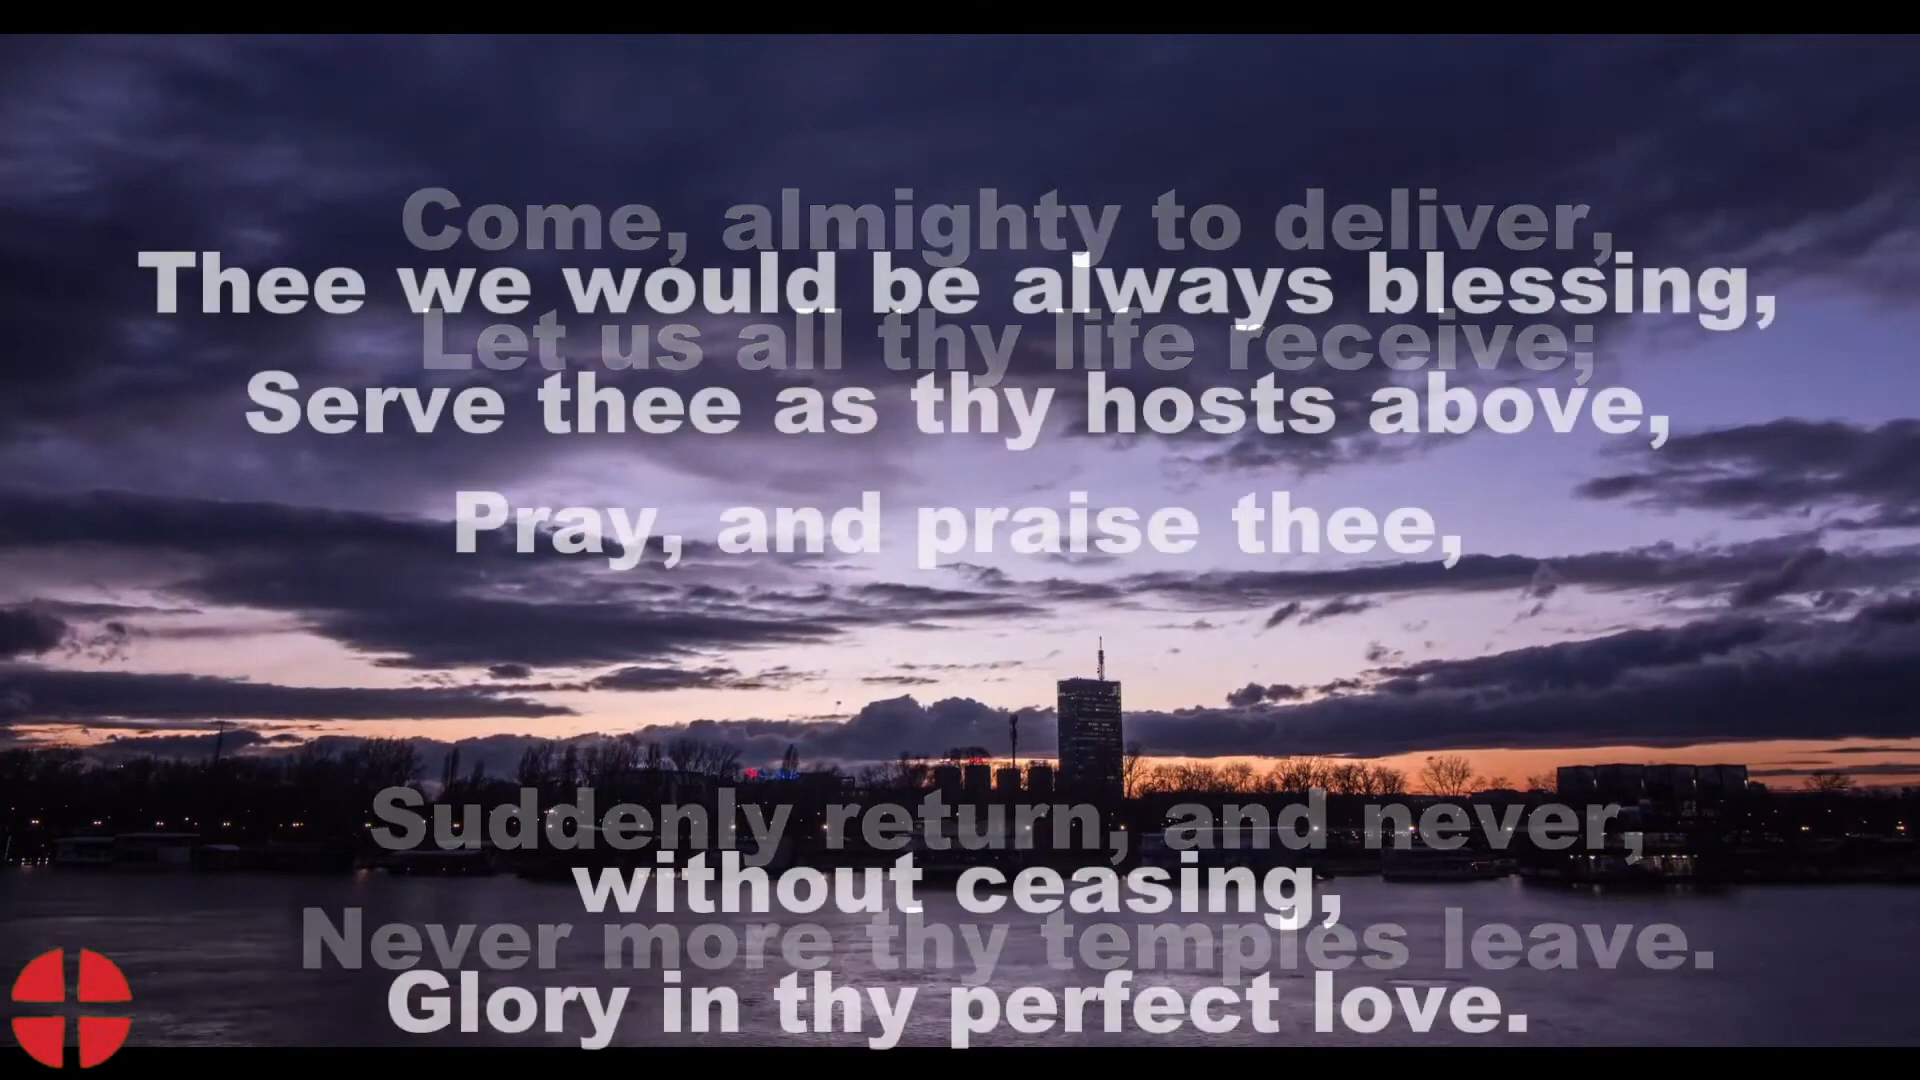 Come, almighty to deliver,
Thee we would be always blessing,
Let us all thy life receive;
Serve thee as thy hosts above,
Pray, and praise thee,
Suddenly return, and never,
without ceasing,
Never more thy temples leave.
Glory in thy perfect love.